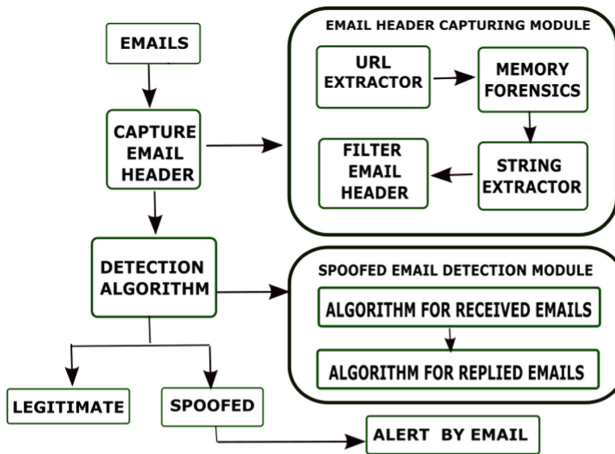 EMAILS
CAPTURE
EMAIL
HEADER
EMAIL HEADER CAPTURING MODULE
URL
EXTRACTOR
MEMORY
FORENSICS
FILTER
EMAIL
HEADER
STRING
EXTRACTOR
DETECTION
ALGORITHM
SPOOFED EMAIL DETECTION MODULE
ALGORITHM FOR RECEIVED EMAILS
ALGORITHM FOR REPLIED EMAILS
LEGITIMATE
SPOOFED
ALERT BY EMAIL